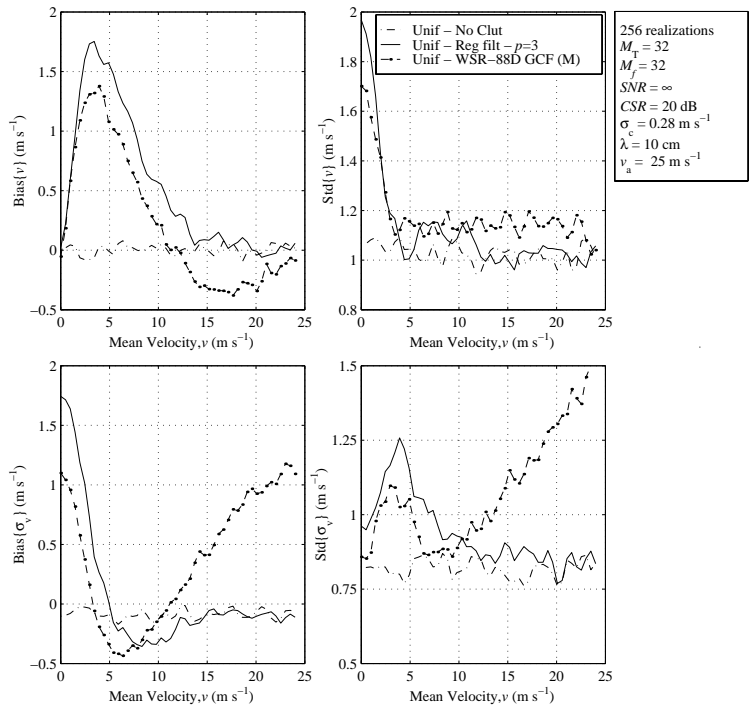 2
1.5
1
0.5
0
−0.5
0
5
10
15
20
25
Bias{v} (m s⁻¹)
Mean Velocity,v (m s⁻¹)
2
1.8
1.6
1.4
1.2
1
0.8
0
5
10
15
20
25
Std{v} (m s⁻¹)
Mean Velocity,v (m s⁻¹)
Unif − No Clut
Unif − Reg filt − p=3
Unif − WSR−88D GCF (M)
256 realizations
M_T = 32
M_f = 32
SNR = ∞
CSR = 20 dB
σ_c = 0.28 m s⁻¹
λ = 10 cm
v_a = 25 m s⁻¹
2
1.5
1
0.5
0
−0.5
0
5
10
15
20
25
Bias{σ_v} (m s⁻¹)
Mean Velocity,v (m s⁻¹)
1.5
1.25
1
0.75
0.5
0
5
10
15
20
25
Std{σ_v} (m s⁻¹)
Mean Velocity,v (m s⁻¹)